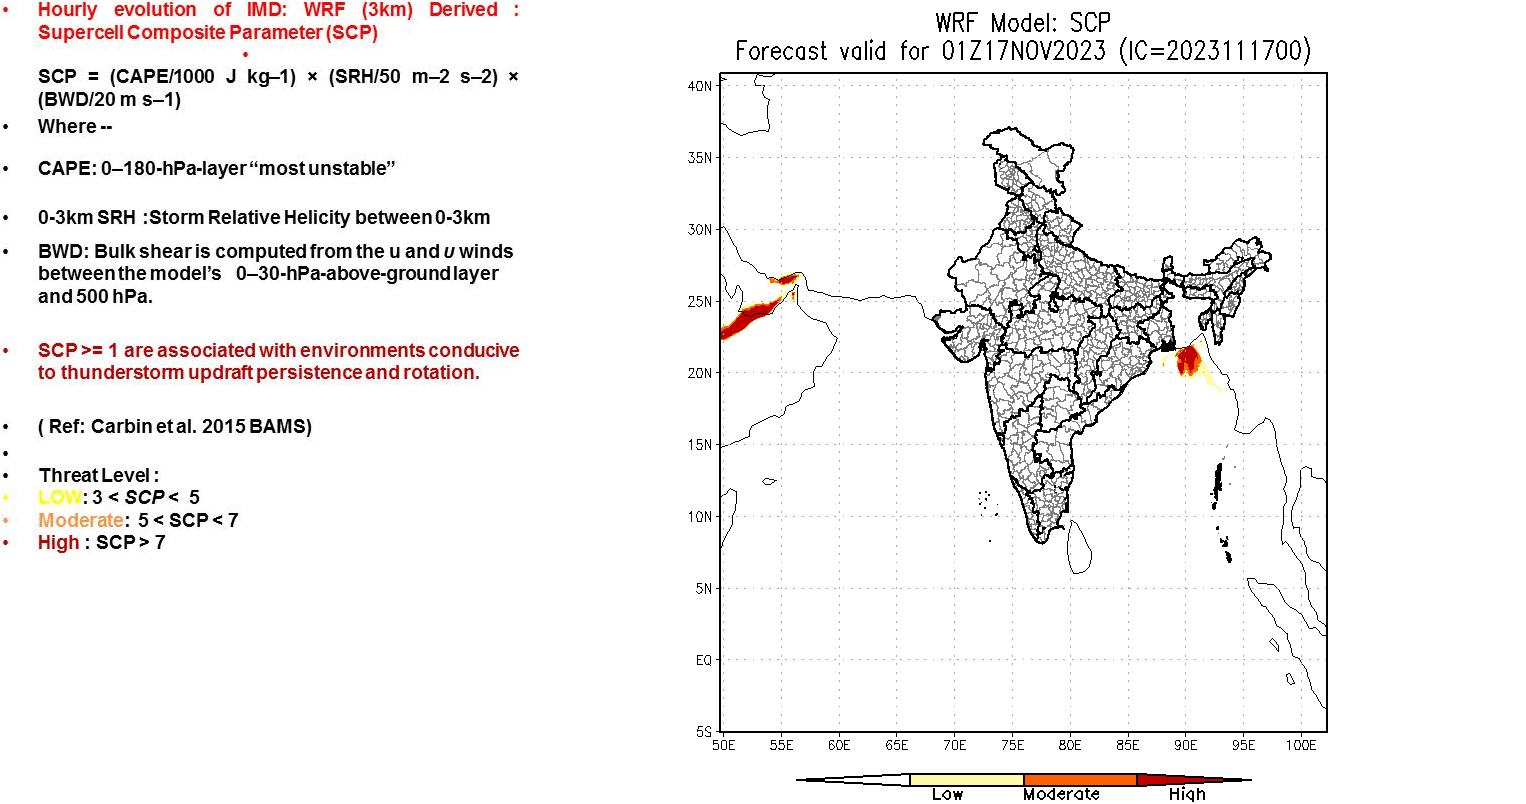 • Hourly evolution of IMD: WRF (3km) Derived :
Supercell Composite Parameter (SCP)
•
SCP = (CAPE/1000 J kg–1) × (SRH/50 m–2 s–2) ×
(BWD/20 m s–1)
• Where --
• CAPE: 0–180-hPa-layer “most unstable”
• 0-3km SRH :Storm Relative Helicity between 0-3km
• BWD: Bulk shear is computed from the u and υ winds
between the model’s 0–30-hPa-above-ground layer
and 500 hPa.
• SCP >= 1 are associated with environments conducive
to thunderstorm updraft persistence and rotation.
• ( Ref: Carbin et al. 2015 BAMS)
•
• Threat Level :
• LOW: 3 < SCP < 5
• Moderate: 5 < SCP < 7
• High : SCP > 7
WRF Model: SCP
Forecast valid for 01Z17NOV2023 (IC=2023111700)
40N
35N
30N
25N
20N
15N
10N
5N
EQ
5S
50E 55E 60E 65E 70E 75E 80E 85E 90E 95E 100E
Low Moderate High